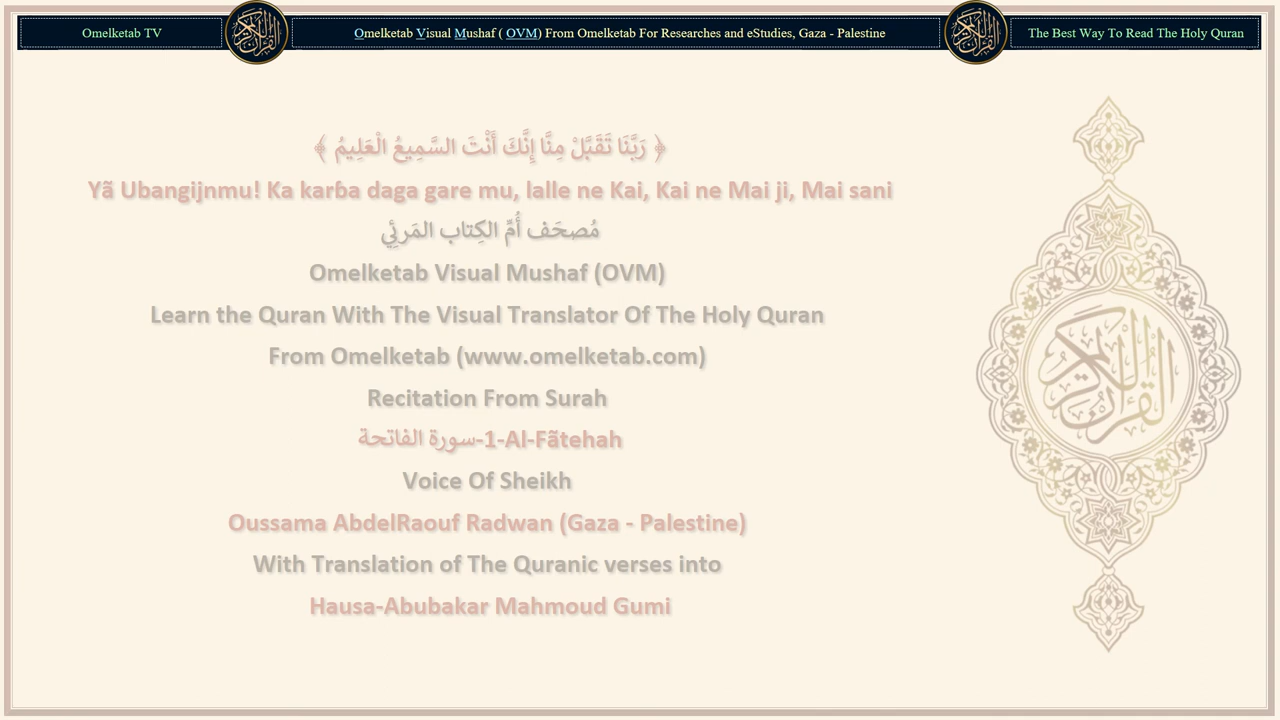 Omelketab TV
Omelketab Visual Mushaf ( OVM) From Omelketab For Researches and eStudies, Gaza - Palestine
The Best Way To Read The Holy Quran
﴿ رَبَّنَا تَقَبَّلْ مِنَّا إِنَّكَ أَنْتَ السَّمِيعُ الْعَلِيمُ ﴾
Yã Ubangijnmu! Ka karɓa daga gare mu, lalle ne Kai, Kai ne Mai ji, Mai sani
مُصحَف أُمِّ الكِتاب المَرئِي
Omelketab Visual Mushaf (OVM)
Learn the Quran With The Visual Translator Of The Holy Quran
From Omelketab (www.omelketab.com)
Recitation From Surah
سورة الفاتحة-1-Al-Fãtehah
Voice Of Sheikh
Oussama AbdelRaouf Radwan (Gaza - Palestine)
With Translation of The Quranic verses into
Hausa-Abubakar Mahmoud Gumi
القرآن الكريم